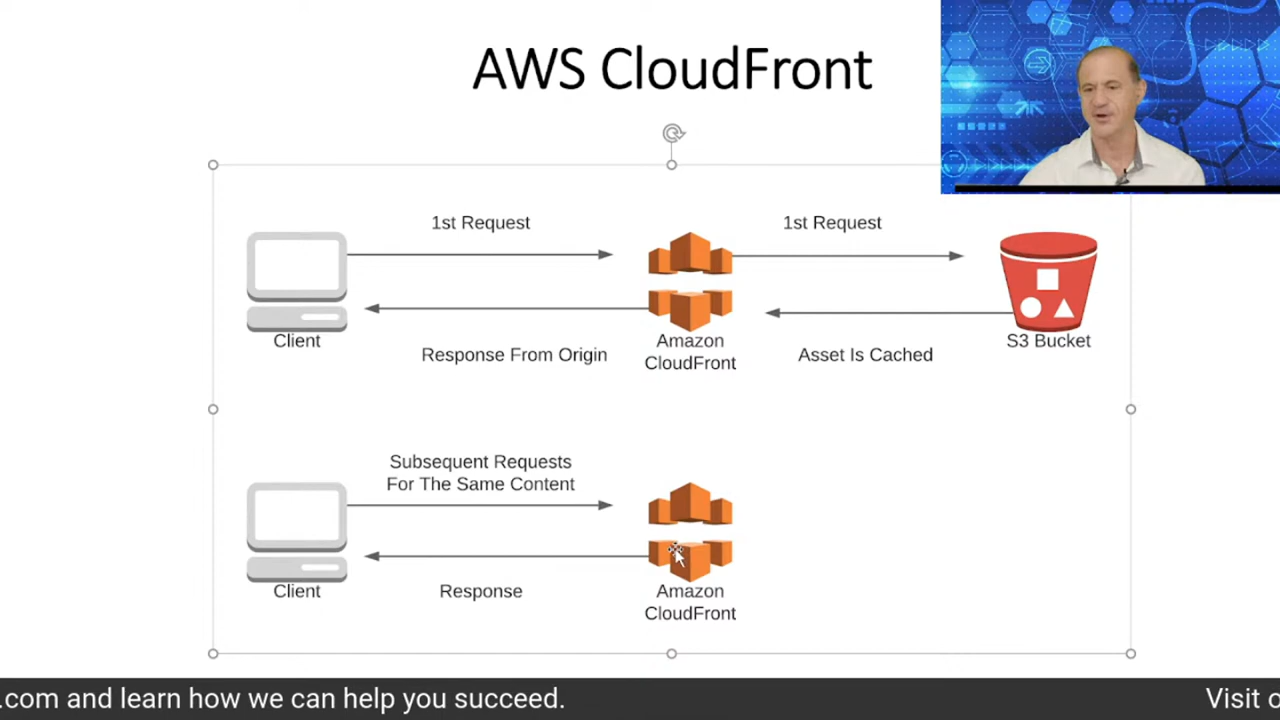 AWS CloudFront
1st Request
1st Request
Client
Response From Origin
Amazon
CloudFront
Asset Is Cached
S3 Bucket
Subsequent Requests
For The Same Content
Client
Response
Amazon
CloudFront
.com and learn how we can help you succeed.
Visit